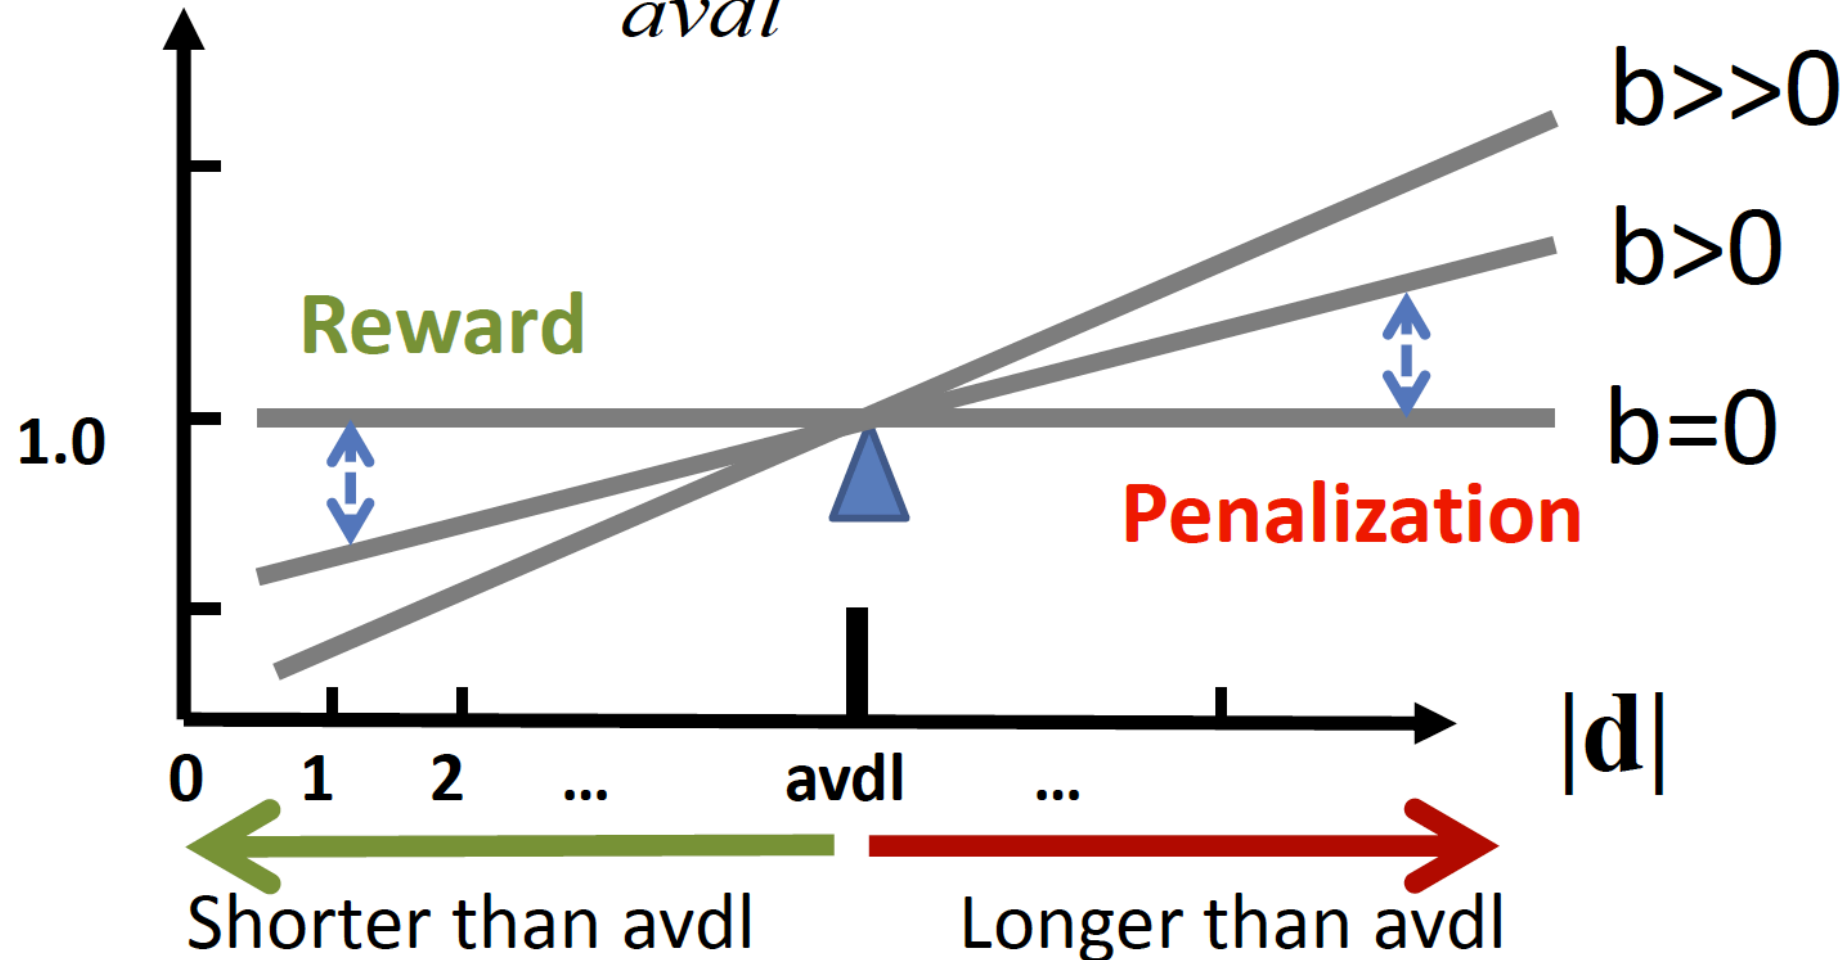 avdl
b>>0
b>0
Reward
b=0
1.0
Penalization
|d|
0 1 2 ... avdl ...
Shorter than avdl Longer than avdl